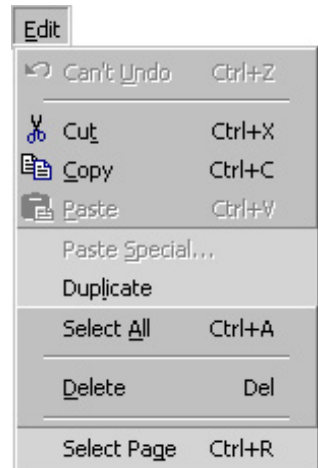 Edit
Can't Undo Ctrl+Z
Cut Ctrl+X
Copy Ctrl+C
Paste Ctrl+V
Paste Special...
Duplicate
Select All Ctrl+A
Delete Del
Select Page Ctrl+R